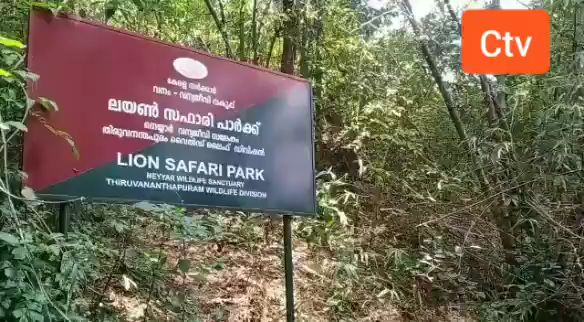 Ctv
കേരള സർക്കാർ
വനം - വന്യജീവി വകുപ്പ്
ലയൺ സഫാരി പാർക്ക്
നെയ്യാർ വന്യജീവി സങ്കേതം
തിരുവനന്തപുരം വൈൽഡ് ലൈഫ് ഡിവിഷൻ
LION SAFARI PARK
NEYYAR WILDLIFE SANCTUARY
THIRUVANANTHAPURAM WILDLIFE DIVISION